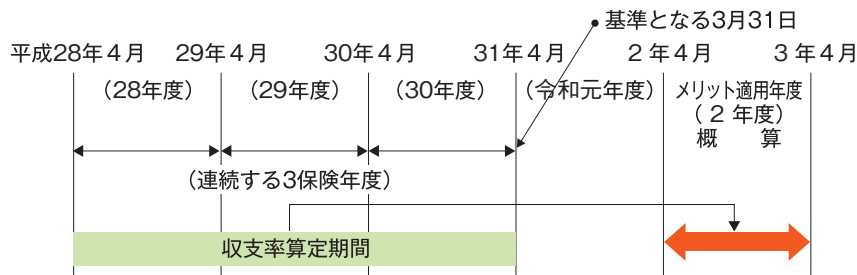 基準となる3月31日
平成28年4月 29年4月 30年4月 31年4月 2年4月 3年4月
（28年度） （29年度） （30年度） （令和元年度） メリット適用年度
（2年度）
概　算
（連続する3保険年度）
収支率算定期間